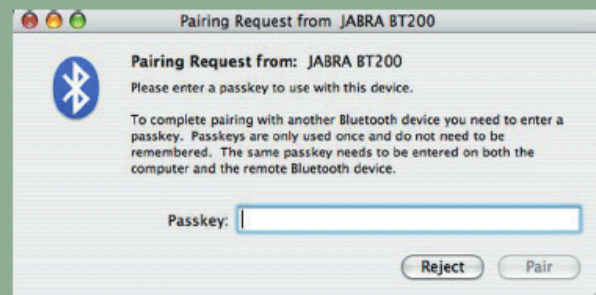 Pairing Request from  JABRA BT200
Pairing Request from:  JABRA BT200
Please enter a passkey to use with this device.
To complete pairing with another Bluetooth device you need to enter a
passkey.  Passkeys are only used once and do not need to be
remembered.  The same passkey needs to be entered on both the
computer and the remote Bluetooth device.
Passkey:
Reject  Pair